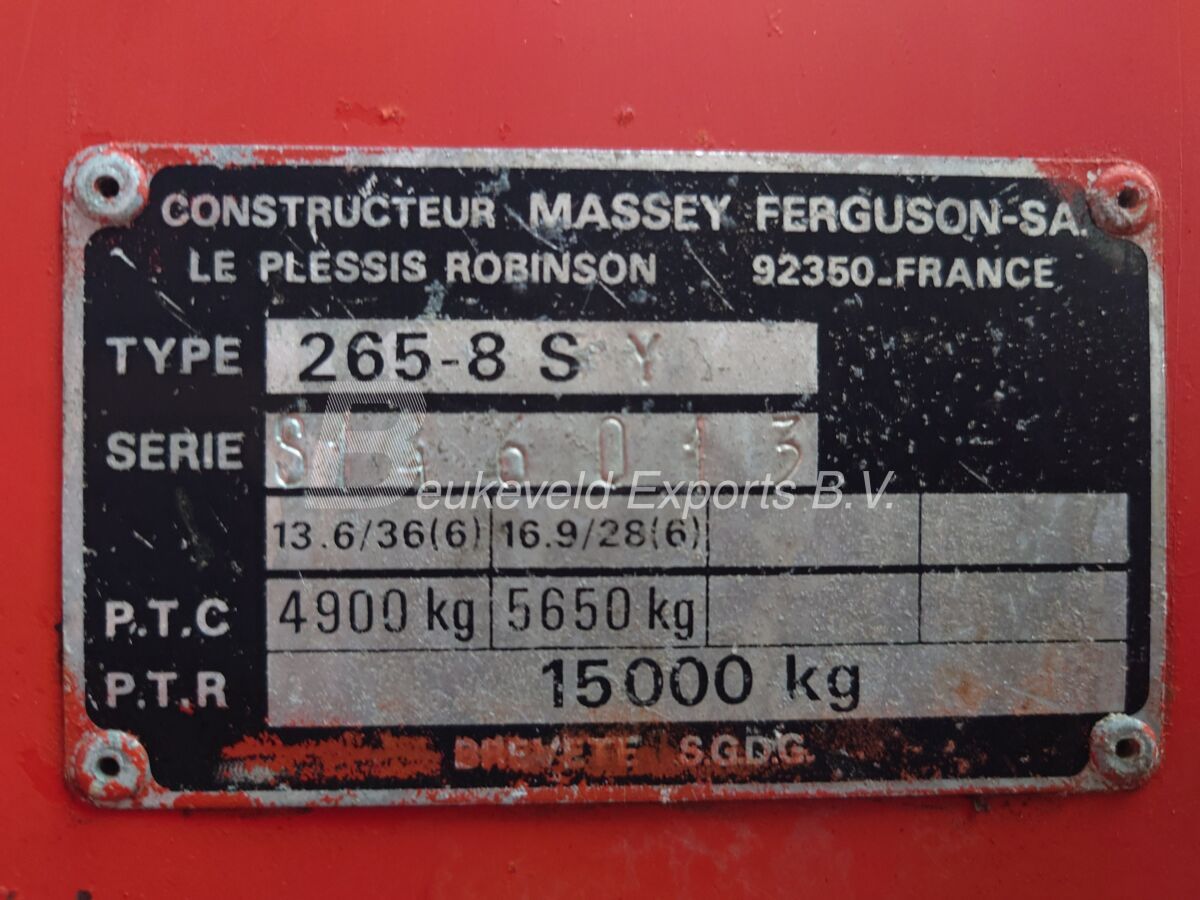 CONSTRUCTEUR MASSEY FERGUSON-SA.
LE PLESSIS ROBINSON 92350-FRANCE
TYPE 265-8 S Y
SERIE
Beukeveld Exports B.V.
13.6/36(6) 16.9/28(6)
P.T.C 4900 kg 5650 kg
P.T.R 15000 kg
BREVETE S.G.D.G.